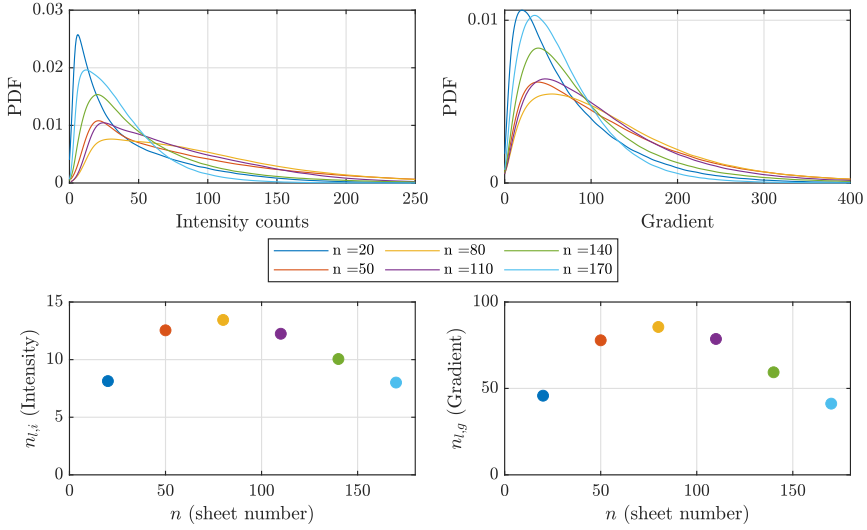 0.03
0.02
0.01
0
PDF
0 50 100 150 200 250
Intensity counts
0.01
0
PDF
0 100 200 300 400
Gradient
n =20 n =80 n =140
n =50 n =110 n =170
15
10
5
0
n_{l,i} (Intensity)
0 50 100 150
n (sheet number)
100
50
0
n_{l,g} (Gradient)
0 50 100 150
n (sheet number)